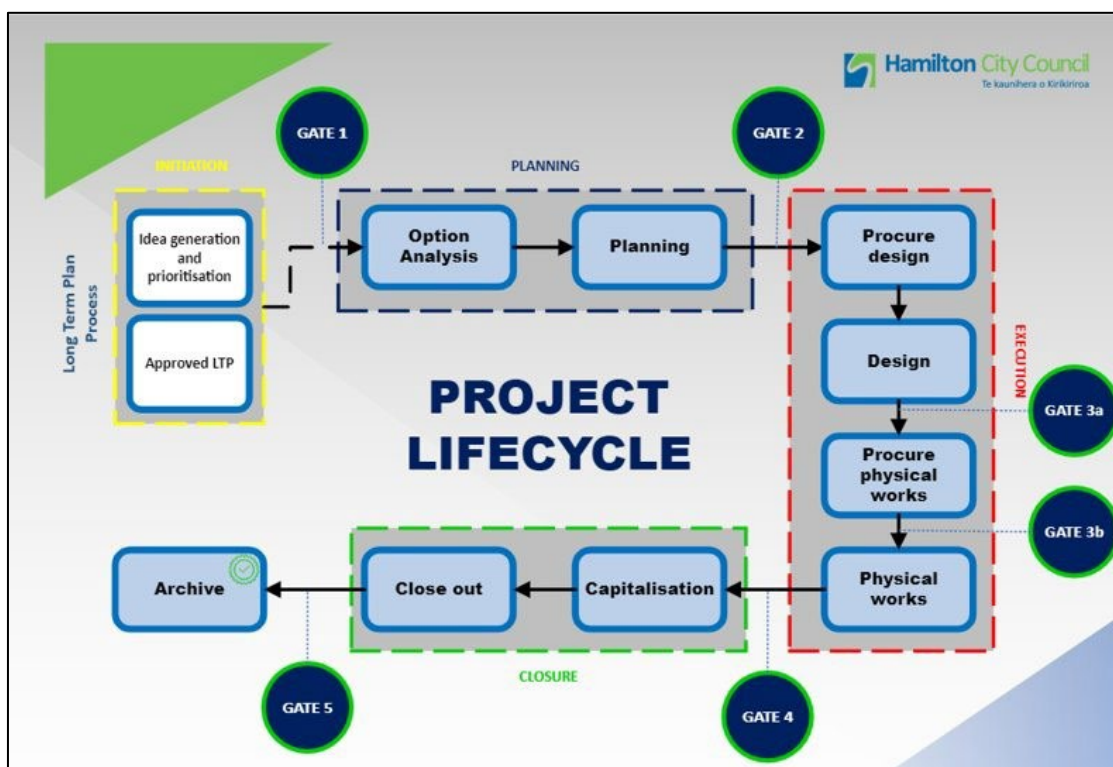 Hamilton City Council
Te kaunihera o Kirikiriroa
GATE 1
GATE 2
INITIATION
PLANNING
Long Term Plan
Process
Idea generation
and
prioritisation
Approved LTP
Option
Analysis
Planning
Procure
design
Design
EXECUTION
GATE 3a
PROJECT
LIFECYCLE
Procure
physical
works
GATE 3b
Physical
works
Capitalisation
Close out
Archive
CLOSURE
GATE 5
GATE 4